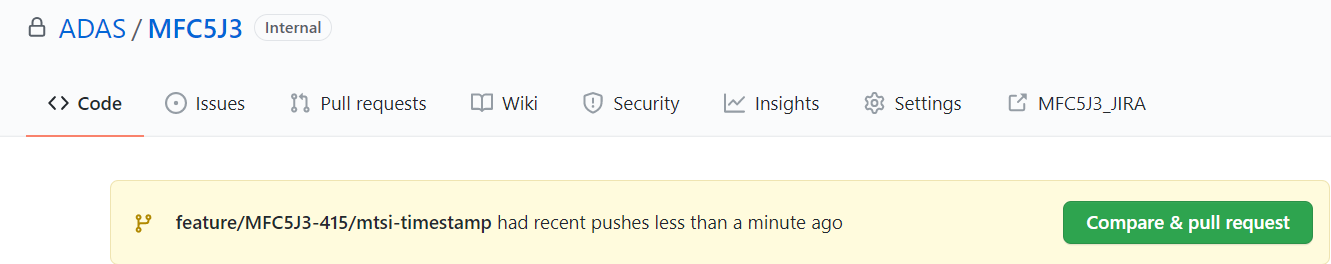 ADAS / MFC5J3 Internal
Code Issues Pull requests Wiki Security Insights Settings MFC5J3_JIRA
feature/MFC5J3-415/mtsi-timestamp had recent pushes less than a minute ago Compare & pull request